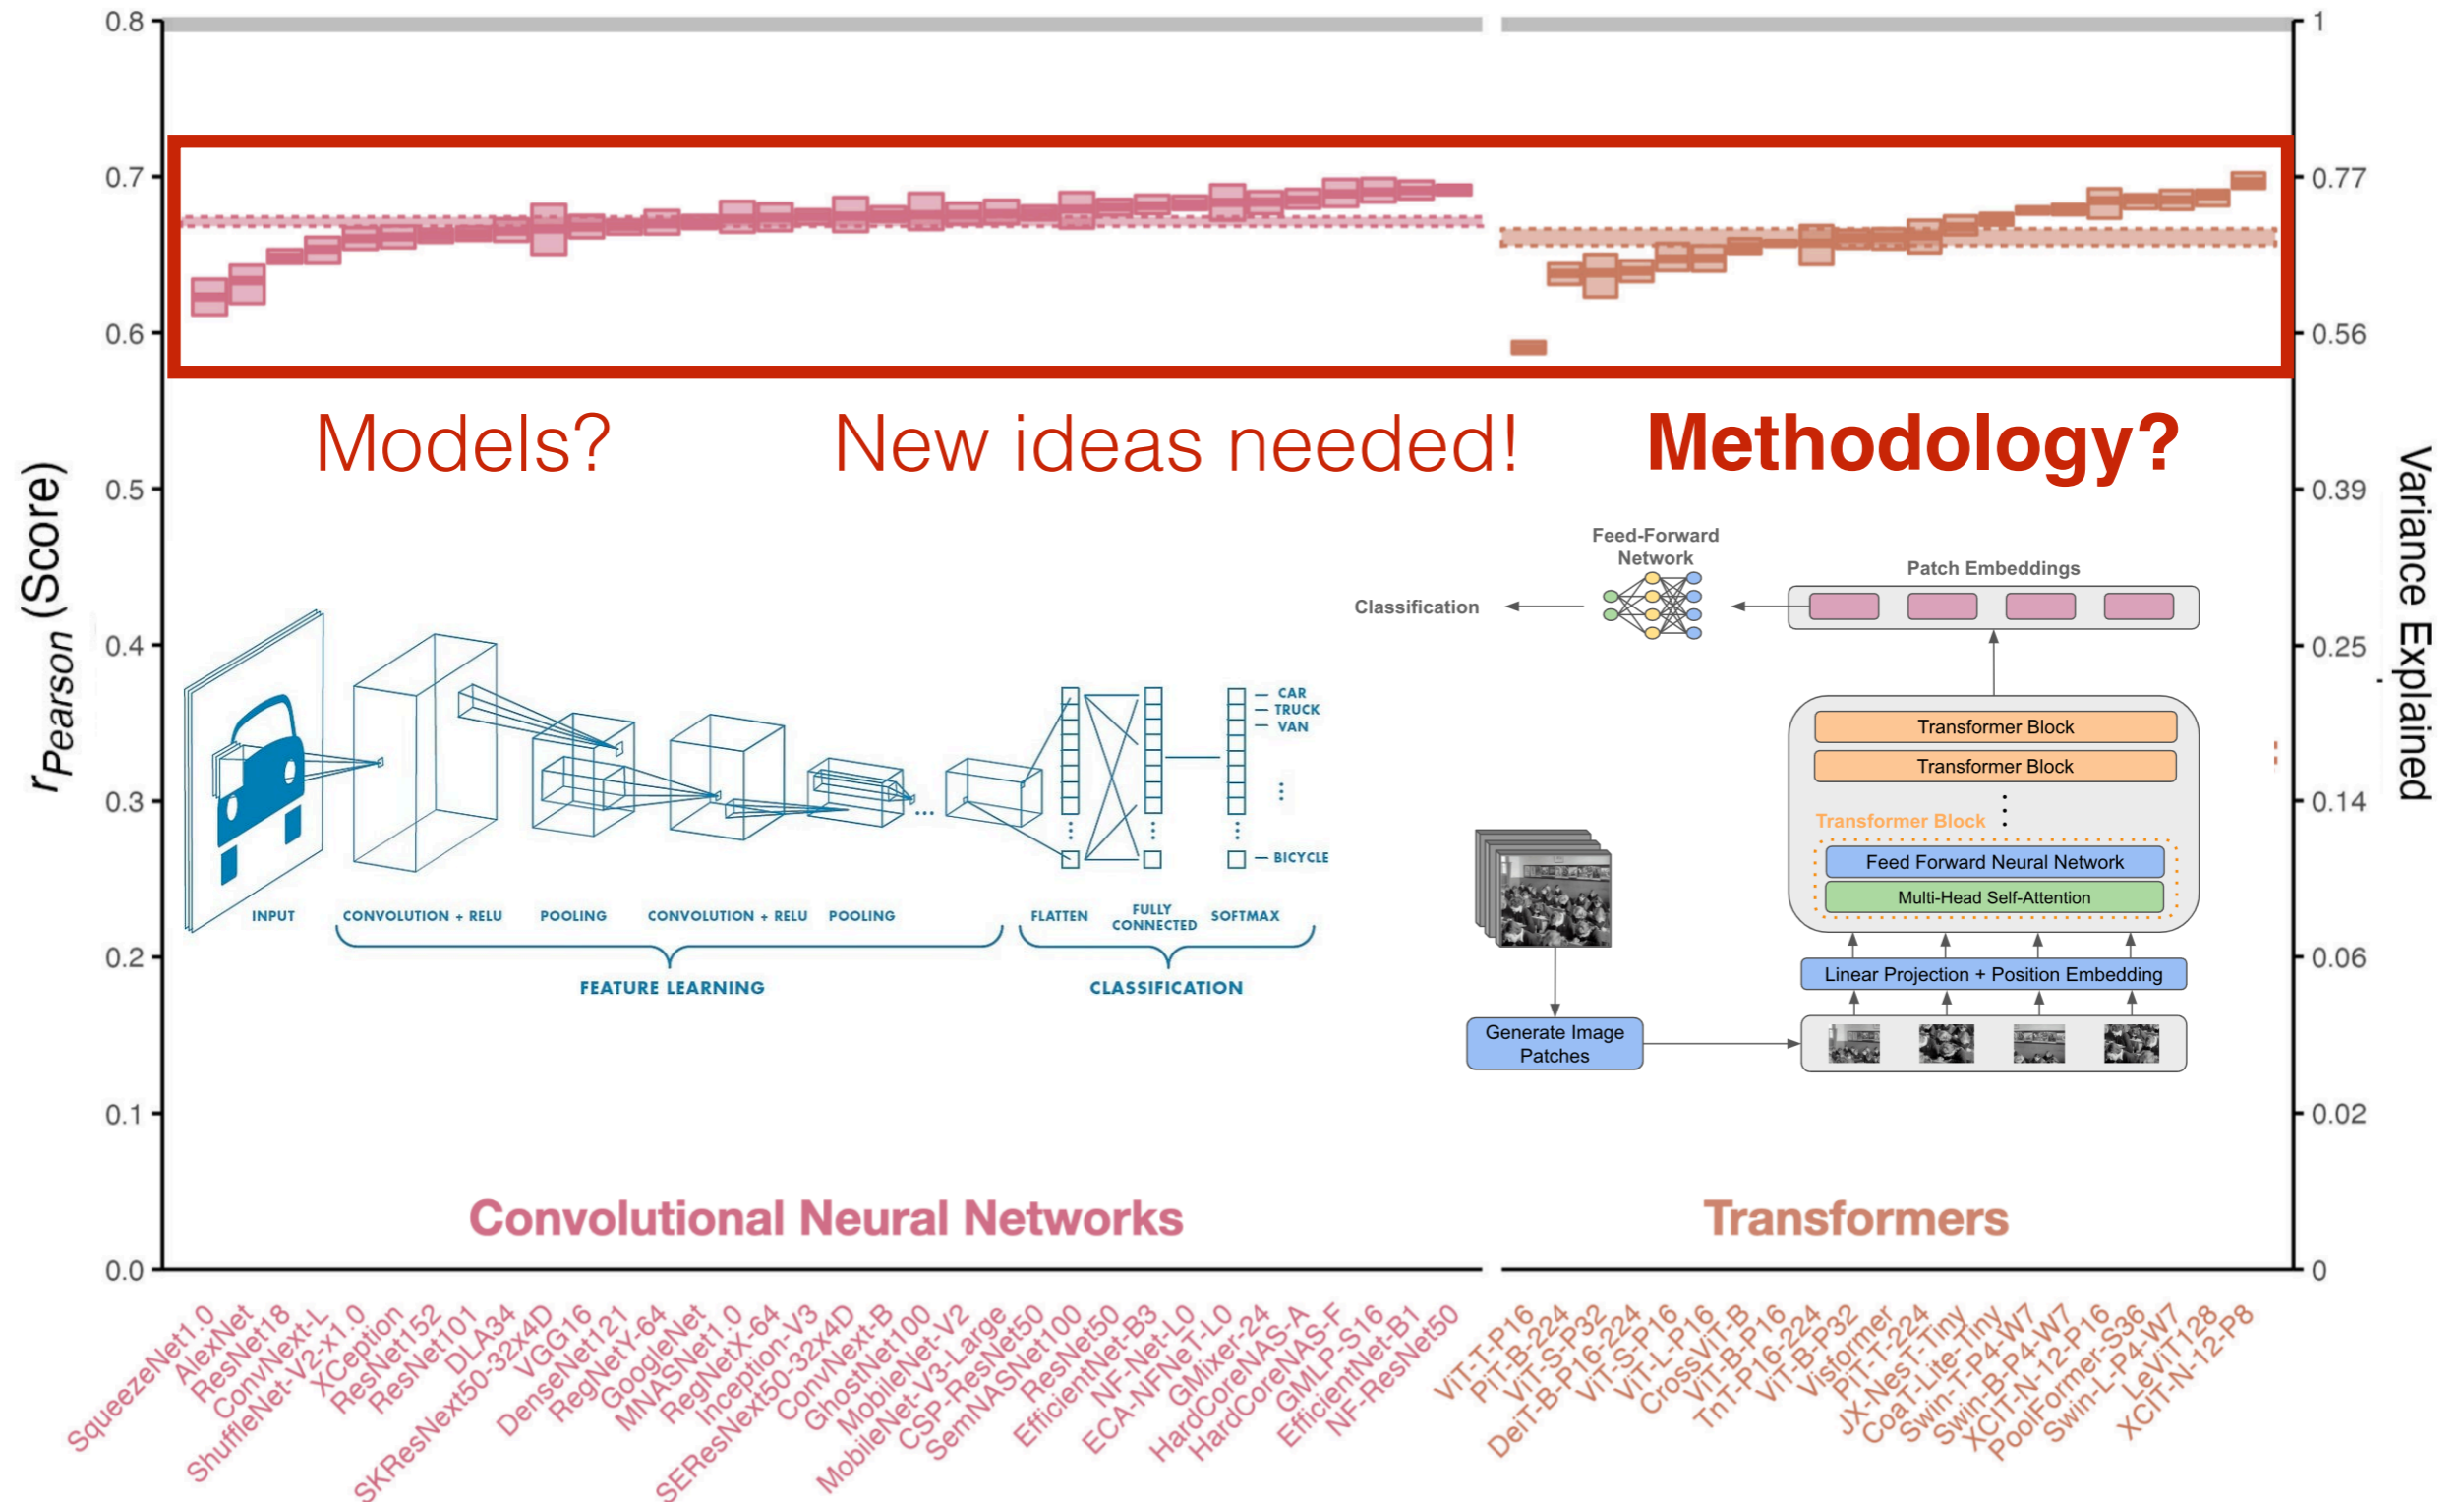 0.8
0.7
0.6
0.5
0.4
0.3
0.2
0.1
0.0
rPearson (Score)
1
0.77
0.56
0.39
0.25
0.14
0.06
0.02
0
Variance Explained
Models?
New ideas needed!
Methodology?
INPUT
CONVOLUTION + RELU
POOLING
CONVOLUTION + RELU
POOLING
...
FLATTEN
FULLY
CONNECTED
SOFTMAX
CAR
TRUCK
VAN
BICYCLE
FEATURE LEARNING
CLASSIFICATION
Feed-Forward
Network
Classification
Patch Embeddings
Transformer Block
Transformer Block
Transformer Block
Feed Forward Neural Network
Multi-Head Self-Attention
Linear Projection + Position Embedding
Generate Image
Patches
Convolutional Neural Networks
Transformers
SqueezeNet1.0
AlexNet
ResNet18
ConvNext-L
ShuffleNet-V2-x1.0
XCeption
ResNet152
ResNet101
DLA34
SKResNext50-32x4D
VGG16
DenseNet121
RegNetY-64
GoogleNet
MNASNet1.0
RegNetX-64
Inception-V3
SEResNext50-32x4D
ConvNext-B
GhostNet100
MobileNet-V2
MobileNet-V3-Large
CSP-ResNet50
SemNASNet100
ResNet50
EfficientNet-B3
NF-Net-L0
ECA-NFNeT-L0
GMixer-24
HardCoreNAS-A
HardCoreNAS-F
GMLP-S16
EfficientNet-B1
NF-ResNet50
ViT-T-P16
PiT-B-224
ViT-S-P32
DeiT-B-P16-224
ViT-S-P16
ViT-L-P16
CrossViT-B
ViT-B-P16
TnT-P16-224
ViT-B-P32
Visformer
PiT-T-224
JX-Nest-Tiny
CoaT-Lite-Tiny
Swin-T-P4-W7
Swin-B-P4-W7
XCIT-N-12-P16
PoolFormer-S36
Swin-L-P4-W7
LeViT128
XCIT-N-12-P8